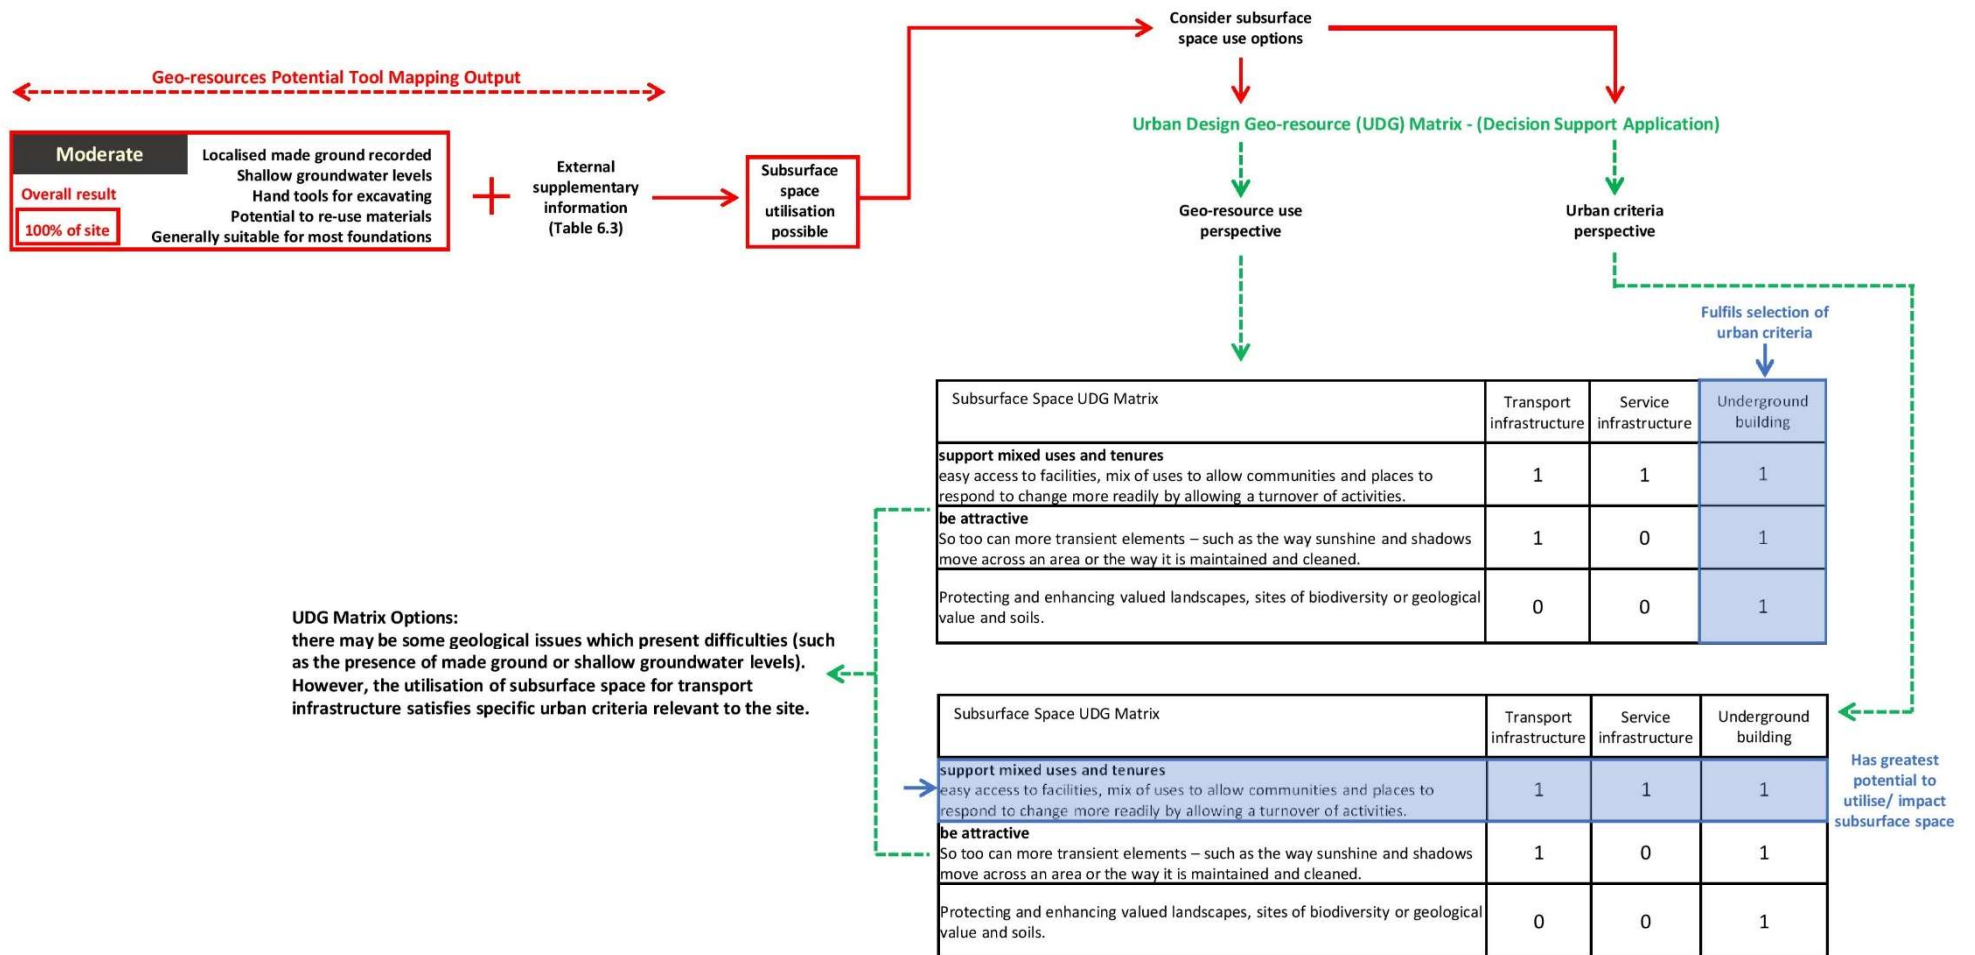 Consider subsurface
space use options
Geo-resources Potential Tool Mapping Output
Urban Design Geo-resource (UDG) Matrix - (Decision Support Application)
Moderate
Overall result
100% of site
Localised made ground recorded
Shallow groundwater levels
Hand tools for excavating
Potential to re-use materials
Generally suitable for most foundations
External
supplementary
information
(Table 6.3)
Subsurface
space
utilisation
possible
Geo-resource use
perspective
Urban criteria
perspective
Fulfils selection of
urban criteria
Subsurface Space UDG Matrix
Transport
infrastructure
Service
infrastructure
Underground
building
support mixed uses and tenures
easy access to facilities, mix of uses to allow communities and places to
respond to change more readily by allowing a turnover of activities.
1
1
1
be attractive
So too can more transient elements – such as the way sunshine and shadows
move across an area or the way it is maintained and cleaned.
1
0
1
Protecting and enhancing valued landscapes, sites of biodiversity or geological
value and soils.
0
0
1
UDG Matrix Options:
there may be some geological issues which present difficulties (such
as the presence of made ground or shallow groundwater levels).
However, the utilisation of subsurface space for transport
infrastructure satisfies specific urban criteria relevant to the site.
Subsurface Space UDG Matrix
Transport
infrastructure
Service
infrastructure
Underground
building
support mixed uses and tenures
easy access to facilities, mix of uses to allow communities and places to
respond to change more readily by allowing a turnover of activities.
1
1
1
be attractive
So too can more transient elements – such as the way sunshine and shadows
move across an area or the way it is maintained and cleaned.
1
0
1
Protecting and enhancing valued landscapes, sites of biodiversity or geological
value and soils.
0
0
1
Has greatest
potential to
utilise/ impact
subsurface space